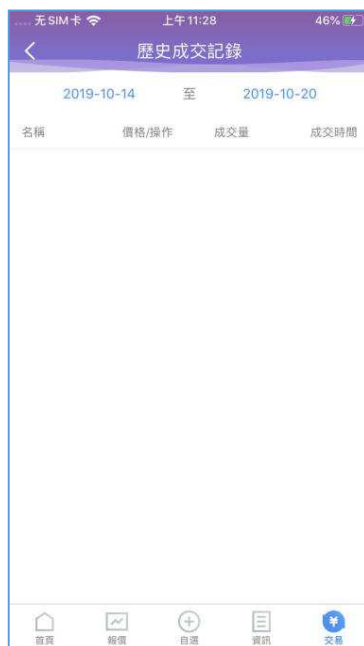 .... 无SIM卡 上午11:28 46%
歷史成交記錄
2019-10-14 至 2019-10-20
名稱 價格/操作 成交量 成交時間
首頁 報價 自選 資訊 交易